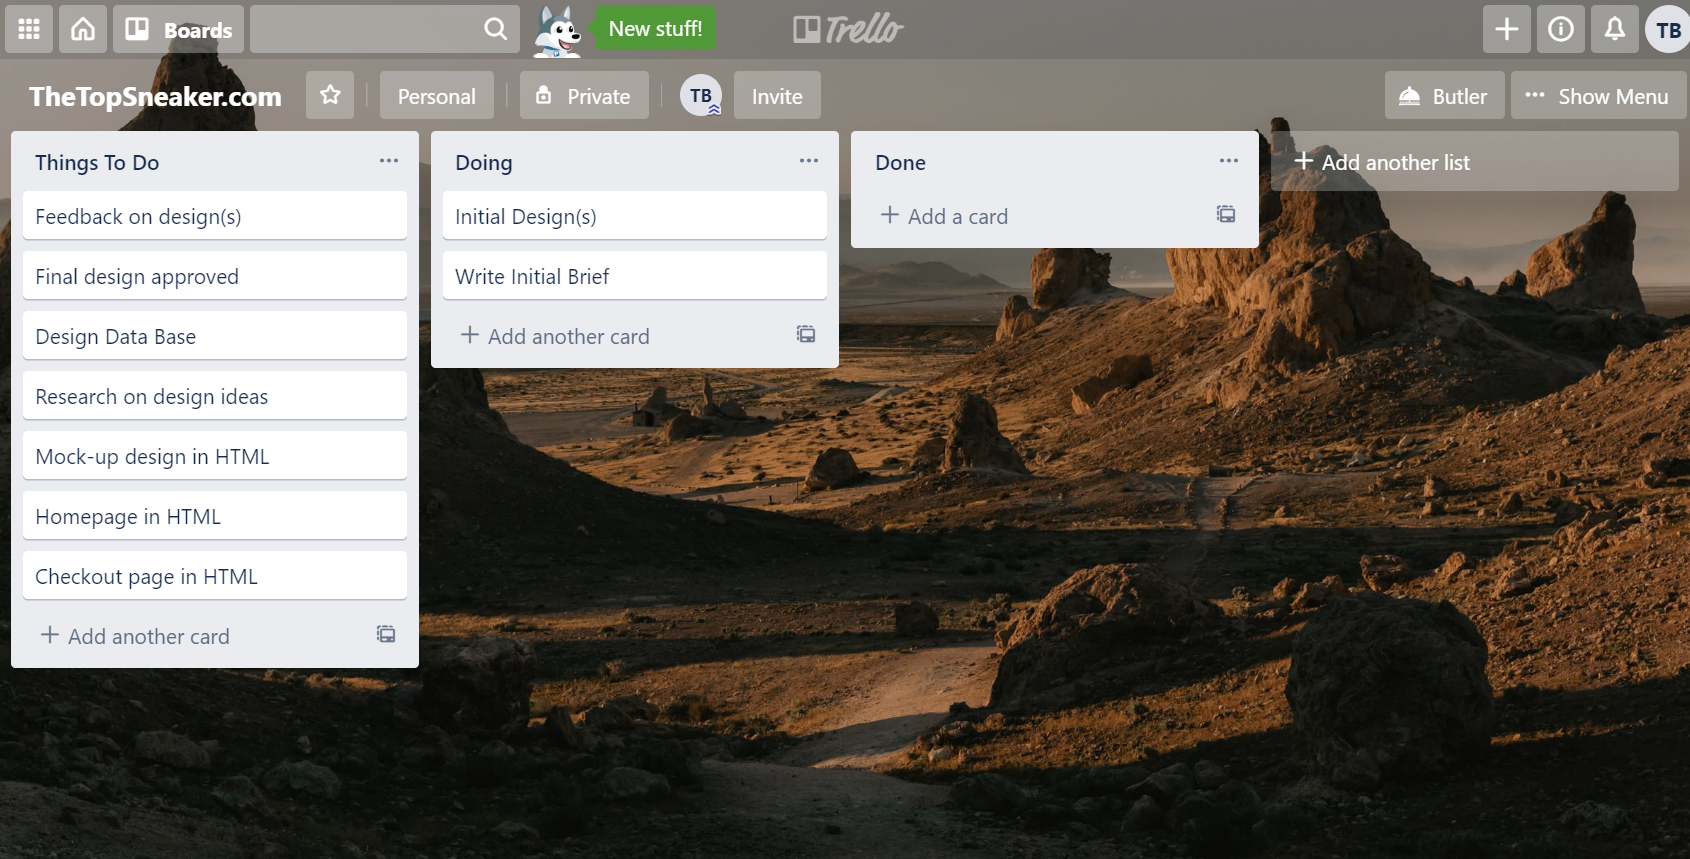 Boards
New stuff!
Trello
TB
TheTopSneaker.com
Personal
Private
TB
Invite
Butler
Show Menu
Things To Do
Feedback on design(s)
Final design approved
Design Data Base
Research on design ideas
Mock-up design in HTML
Homepage in HTML
Checkout page in HTML
Add another card
Doing
Initial Design(s)
Write Initial Brief
Add another card
Done
Add a card
Add another list